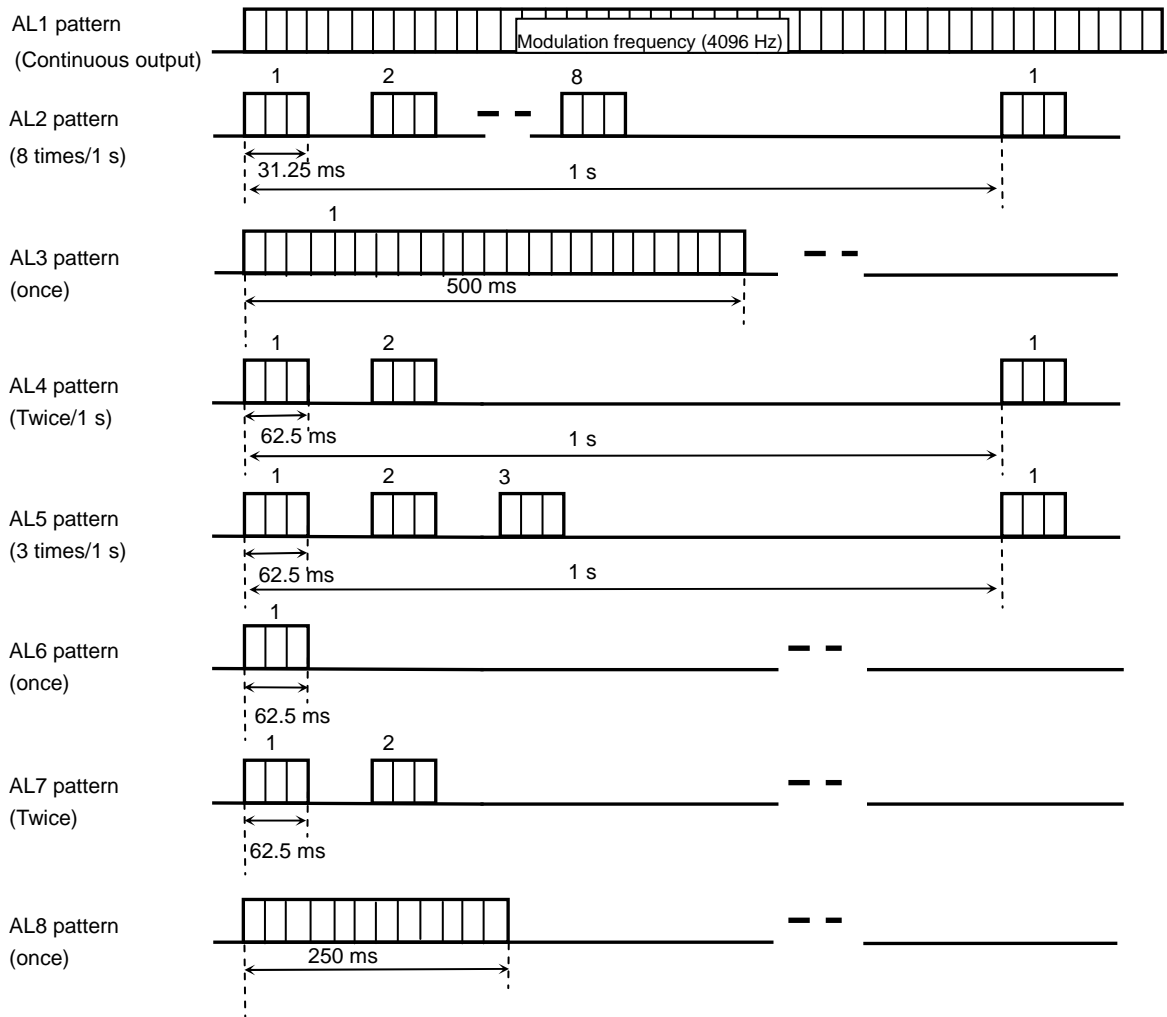 AL1 pattern
(Continuous output)
Modulation frequency (4096 Hz)
1 2 8 1
AL2 pattern
(8 times/1 s)
31.25 ms
1 s
1
AL3 pattern
(once)
500 ms
1 2 1
AL4 pattern
(Twice/1 s)
62.5 ms
1 s
1 2 3 1
AL5 pattern
(3 times/1 s)
62.5 ms
1 s
1
AL6 pattern
(once)
62.5 ms
1 2
AL7 pattern
(Twice)
62.5 ms
AL8 pattern
(once)
250 ms